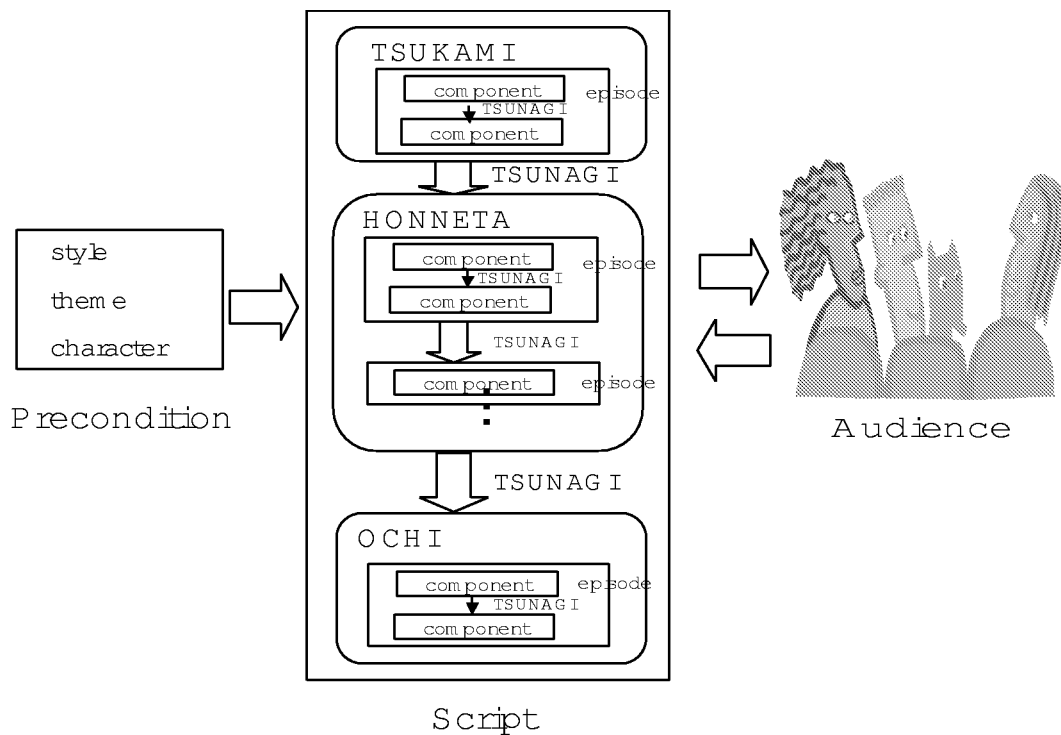 style
theme
character
Precondition
TSUKAMI
component
episode
TSUNAGI
component
TSUNAGI
HONNETA
component
episode
TSUNAGI
component
TSUNAGI
component
episode
TSUNAGI
OCHI
component
episode
TSUNAGI
component
Script
Audience